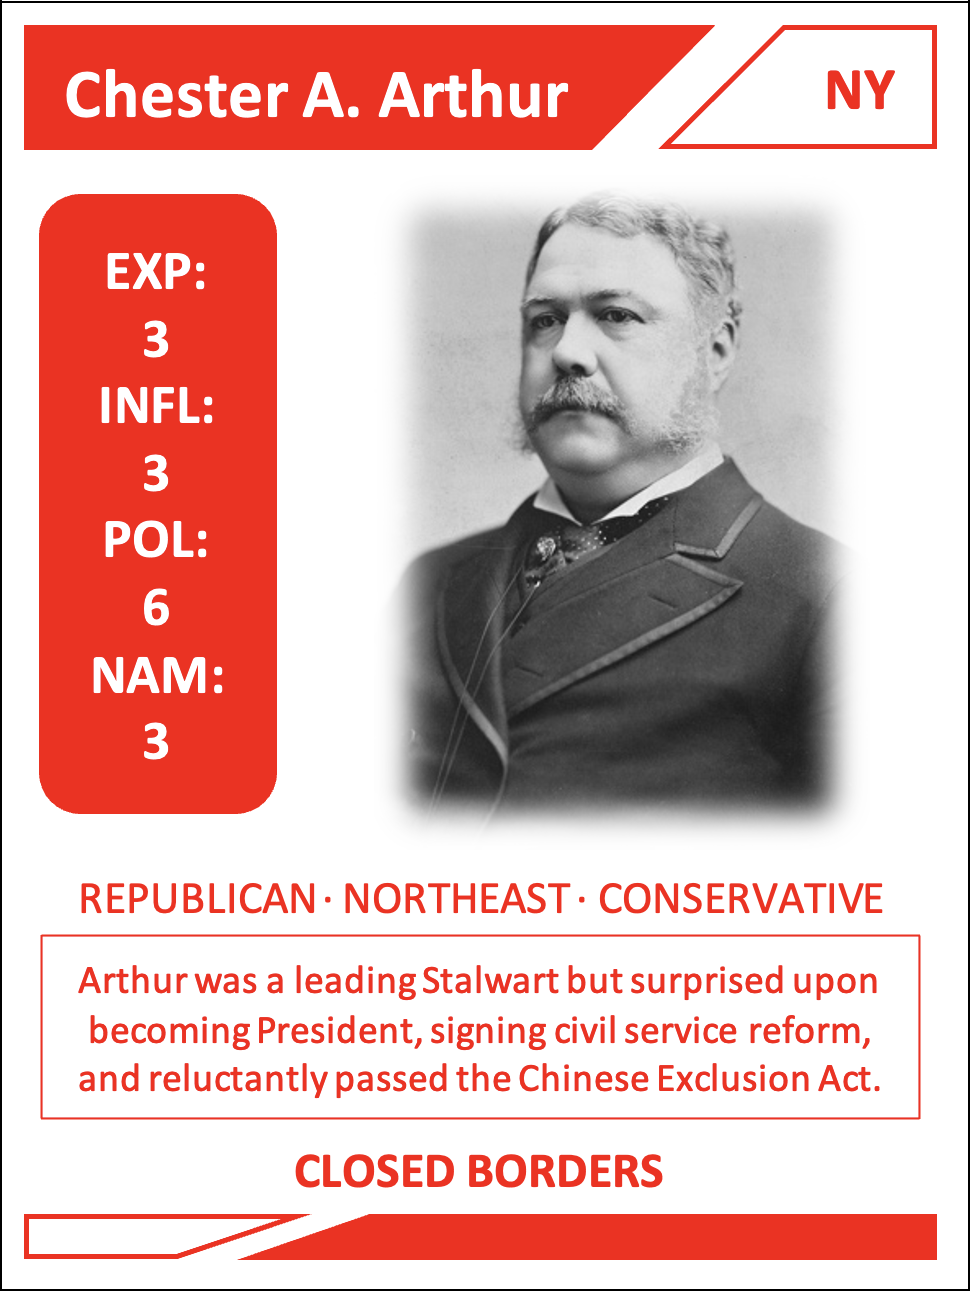 Chester A. Arthur
NY
EXP:
3
INFL:
3
POL:
6
NAM:
3
REPUBLICAN · NORTHEAST · CONSERVATIVE
Arthur was a leading Stalwart but surprised upon
becoming President, signing civil service reform,
and reluctantly passed the Chinese Exclusion Act.
CLOSED BORDERS